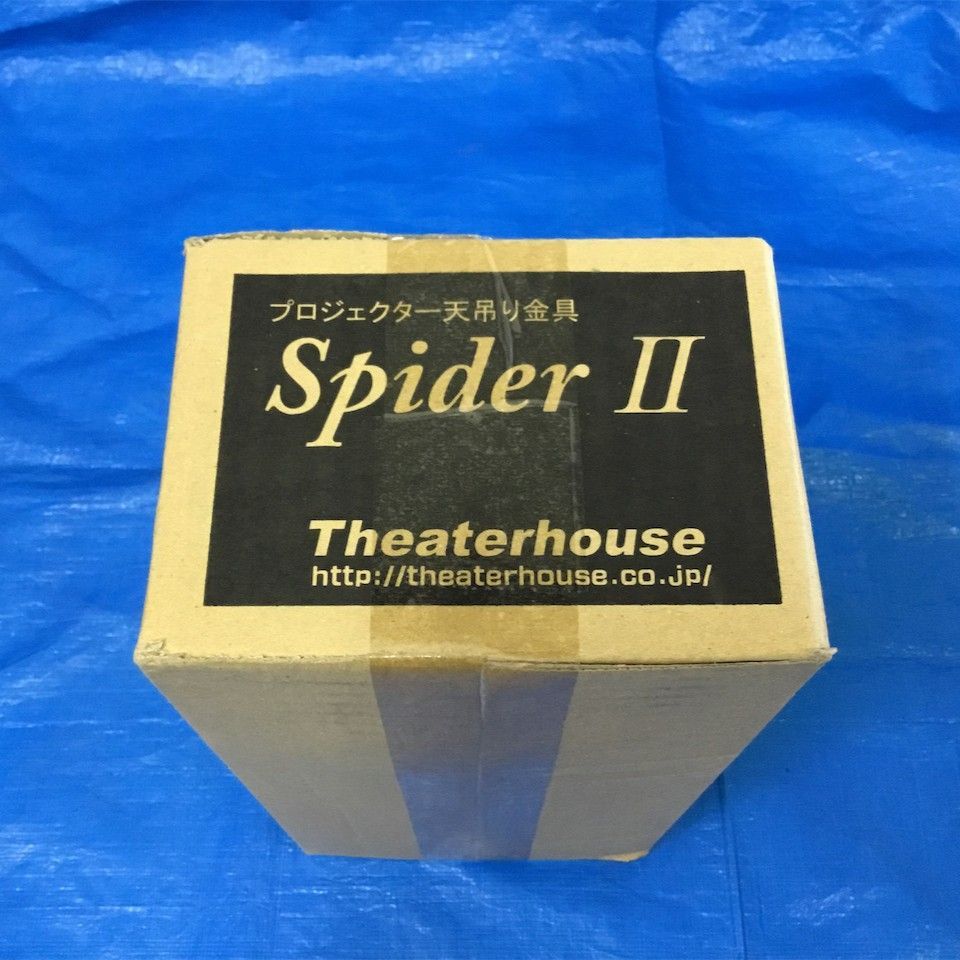 プロジェクター天吊り金具
Spider II
Theaterhouse
http://theaterhouse.co.jp/